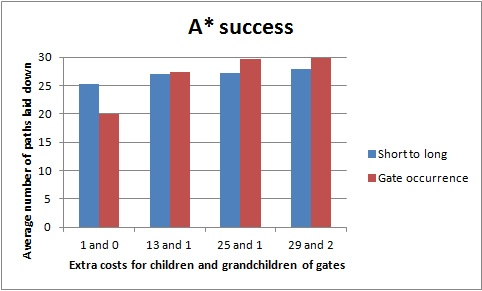 A* success
Average number of paths laid down
30
25
20
15
10
5
0
1 and 0 13 and 1 25 and 1 29 and 2
Extra costs for children and grandchildren of gates
Short to long
Gate occurrence